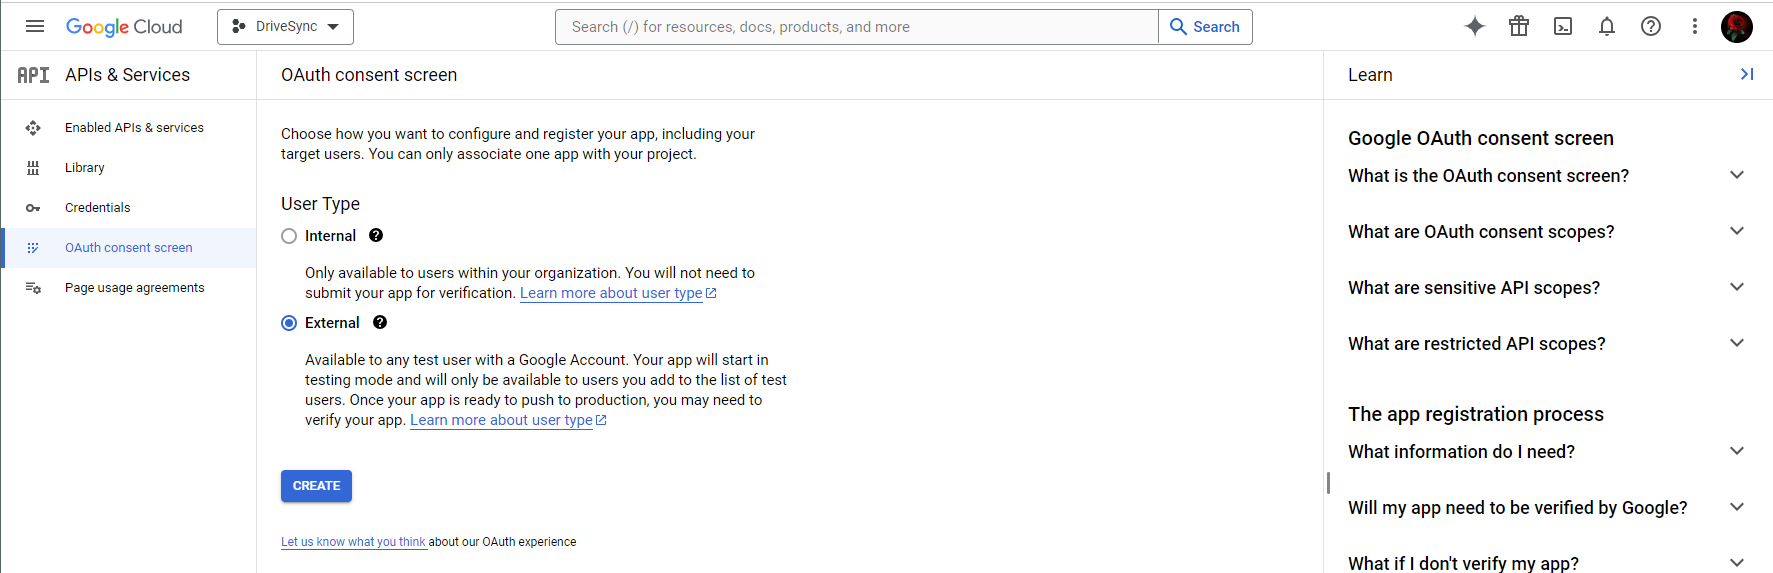 Google Cloud
DriveSync
Search (/) for resources, docs, products, and more
Search
API
APIs & Services
Enabled APIs & services
Library
Credentials
OAuth consent screen
Page usage agreements
OAuth consent screen
Choose how you want to configure and register your app, including your
target users. You can only associate one app with your project.
User Type
Internal
Only available to users within your organization. You will not need to
submit your app for verification. Learn more about user type
External
Available to any test user with a Google Account. Your app will start in
testing mode and will only be available to users you add to the list of test
users. Once your app is ready to push to production, you may need to
verify your app. Learn more about user type
CREATE
Let us know what you think about our OAuth experience
Learn
Google OAuth consent screen
What is the OAuth consent screen?
What are OAuth consent scopes?
What are sensitive API scopes?
What are restricted API scopes?
The app registration process
What information do I need?
Will my app need to be verified by Google?
What if I don't verify my app?